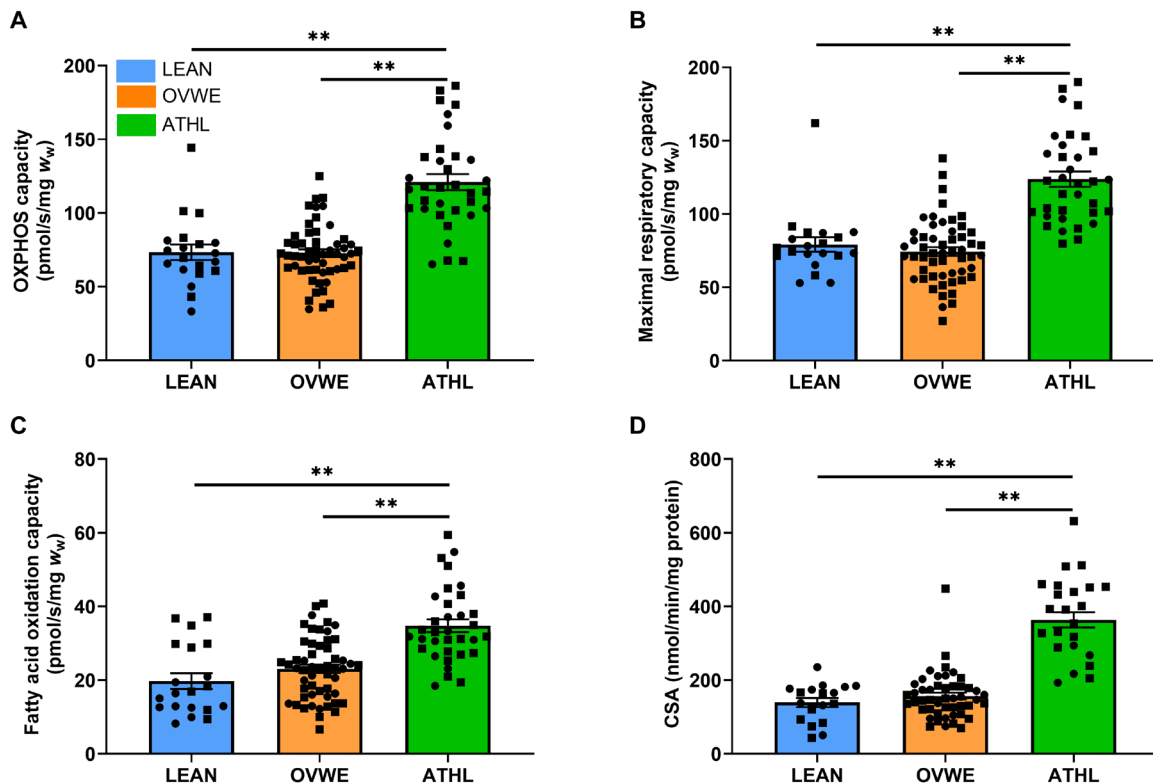 A
**
**
200
150
100
50
0
OXPHOS capacity
(pmol/s/mg ww)
LEAN
OVWE
ATHL
LEAN OVWE ATHL
B
**
**
200
150
100
50
0
Maximal respiratory capacity
(pmol/s/mg ww)
LEAN OVWE ATHL
C
**
**
80
60
40
20
0
Fatty acid oxidation capacity
(pmol/s/mg ww)
LEAN OVWE ATHL
D
**
**
800
600
400
200
0
CSA (nmol/min/mg protein)
LEAN OVWE ATHL